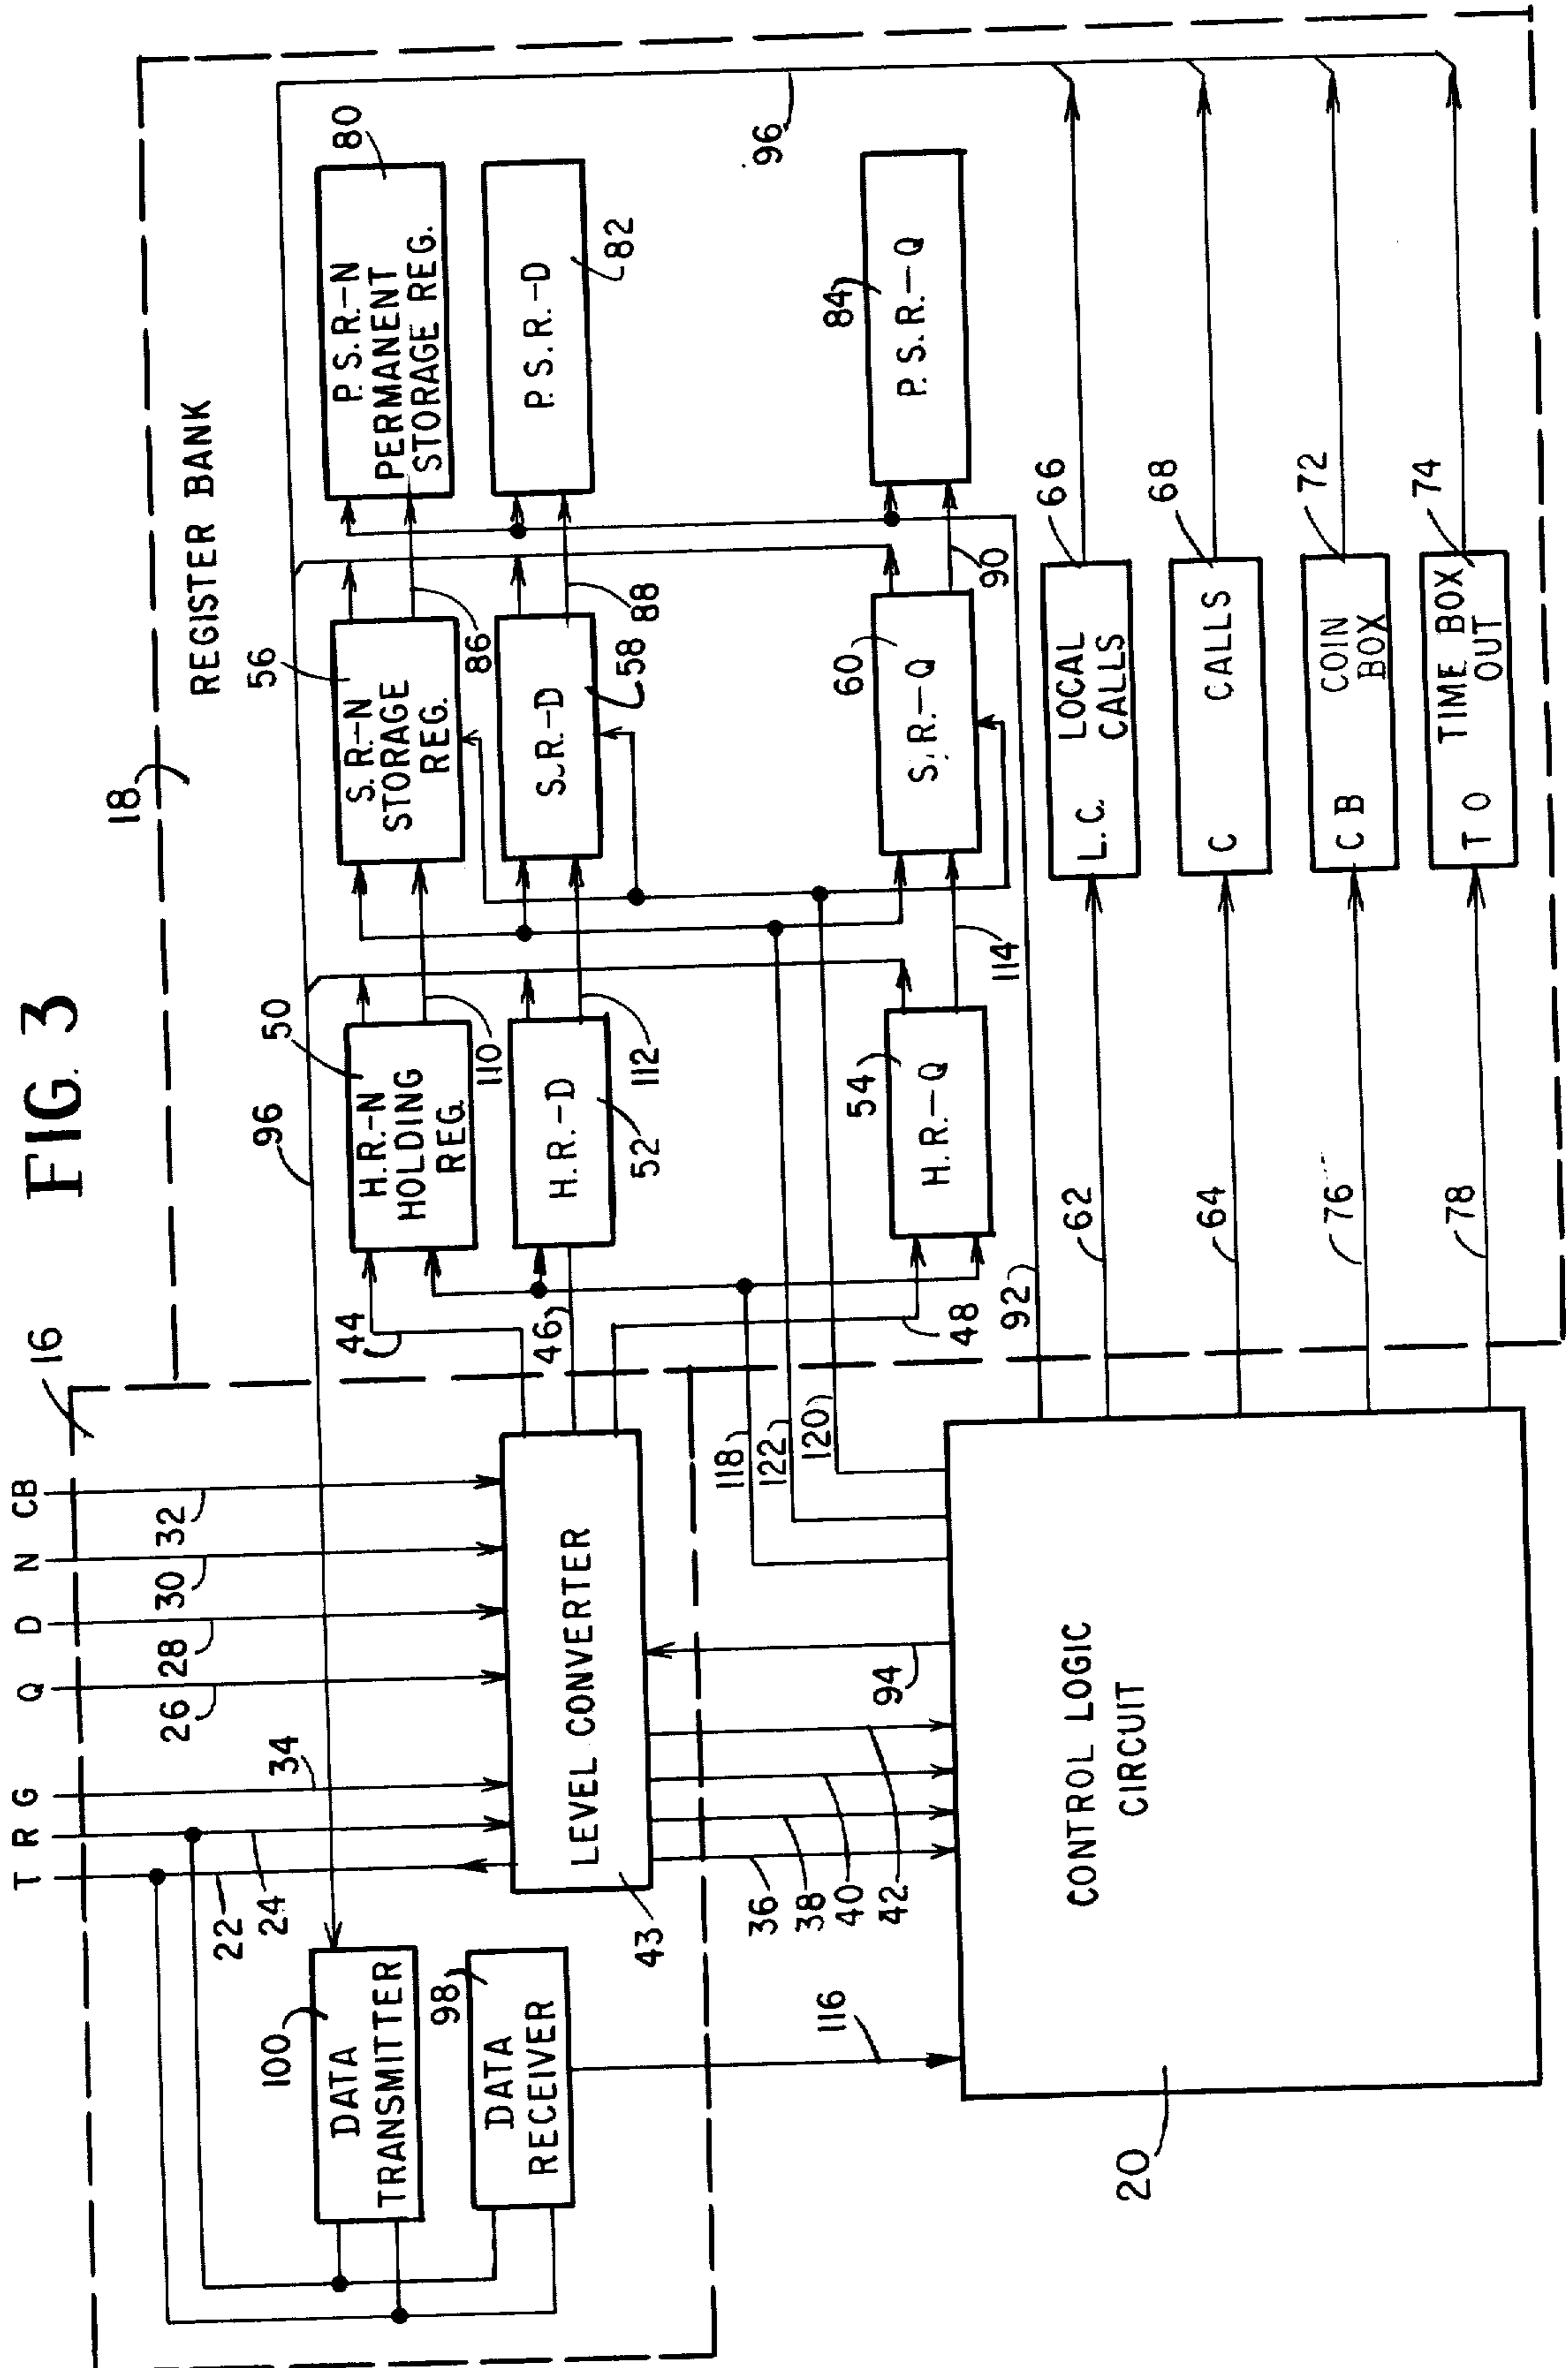 FIG. 3
16
18
REGISTER BANK
T
R
G
Q
D
N
CB
22
24
34
26
28
30
32
96
96
100
DATA
TRANSMITTER
98
DATA
RECEIVER
LEVEL CONVERTER
43
44
46
48
50
H.R.-N
HOLDING
REG.
110
H.R.-D
52
112
54
H.R.-Q
114
56
S.R.-N
STORAGE
REG.
86
S.R.-D
58
88
60
S.R.-Q
90
80
P.S.R.-N
PERMANENT
STORAGE REG.
P.S.R.-D
82
84
P.S.R.-Q
116
36
38
40
42
94
118
122
120
92
CONTROL LOGIC
CIRCUIT
20
62
L.C. LOCAL
CALLS
66
64
C CALLS
68
76
CB COIN
BOX
72
78
TO TIME BOX
OUT
74